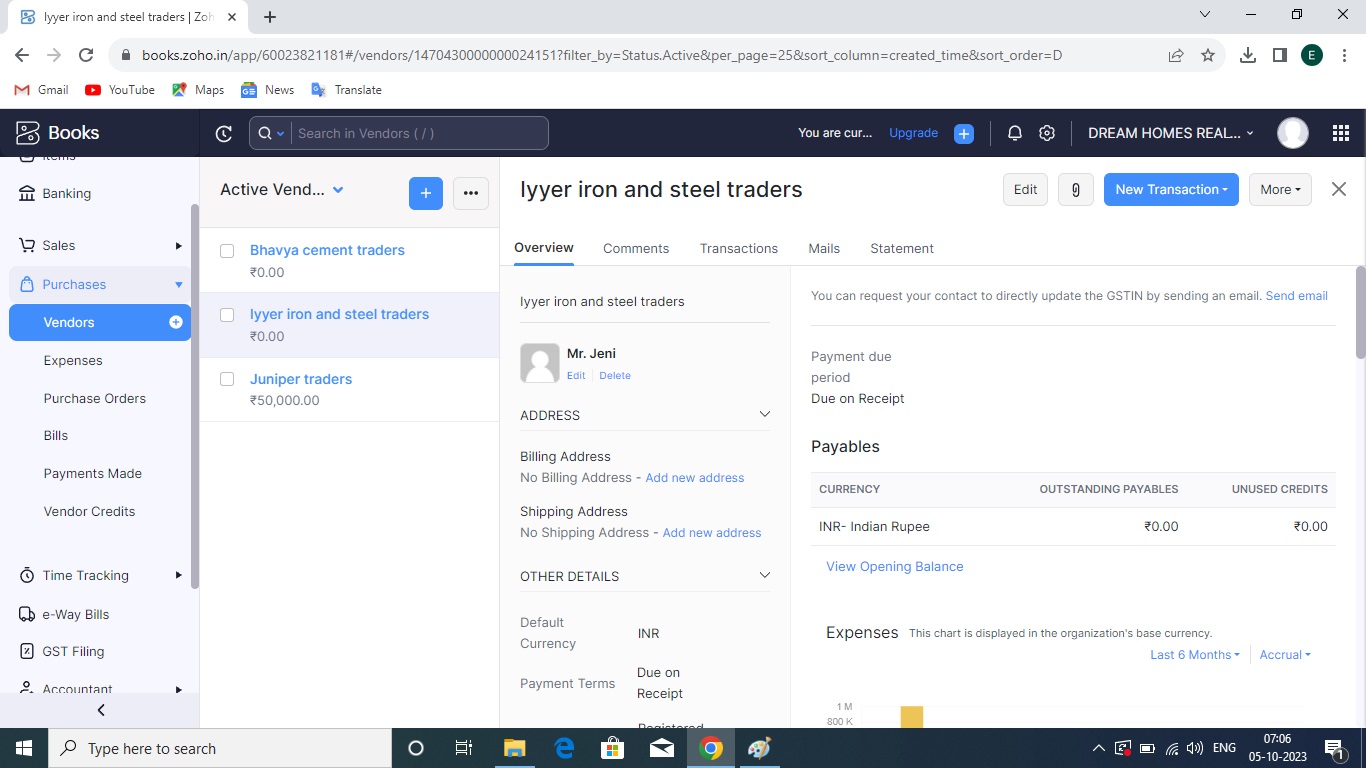 Iyyer iron and steel traders | Zoh
books.zoho.in/app/60023821181#/vendors/1470430000000024151?filter_by=Status.Active&per_page=25&sort_column=created_time&sort_order=D
E
Gmail
YouTube
Maps
News
Translate
Books
Search in Vendors ( / )
You are cur...
Upgrade
DREAM HOMES REAL...
Items
Banking
Sales
Purchases
Vendors
Expenses
Purchase Orders
Bills
Payments Made
Vendor Credits
Time Tracking
e-Way Bills
GST Filing
Accountant
Active Vend...
Bhavya cement traders
₹0.00
Iyyer iron and steel traders
₹0.00
Juniper traders
₹50,000.00
Iyyer iron and steel traders
Edit
New Transaction
More
Overview
Comments
Transactions
Mails
Statement
Iyyer iron and steel traders
Mr. Jeni
Edit
Delete
ADDRESS
Billing Address
No Billing Address - Add new address
Shipping Address
No Shipping Address - Add new address
OTHER DETAILS
Default
Currency
INR
Payment Terms
Due on
Receipt
Registered
You can request your contact to directly update the GSTIN by sending an email. Send email
Payment due
period
Due on Receipt
Payables
CURRENCY OUTSTANDING PAYABLES UNUSED CREDITS
INR- Indian Rupee ₹0.00 ₹0.00
View Opening Balance
Expenses This chart is displayed in the organization's base currency.
Last 6 Months Accrual
1 M
800 K
Type here to search
ENG
07:06
05-10-2023
1